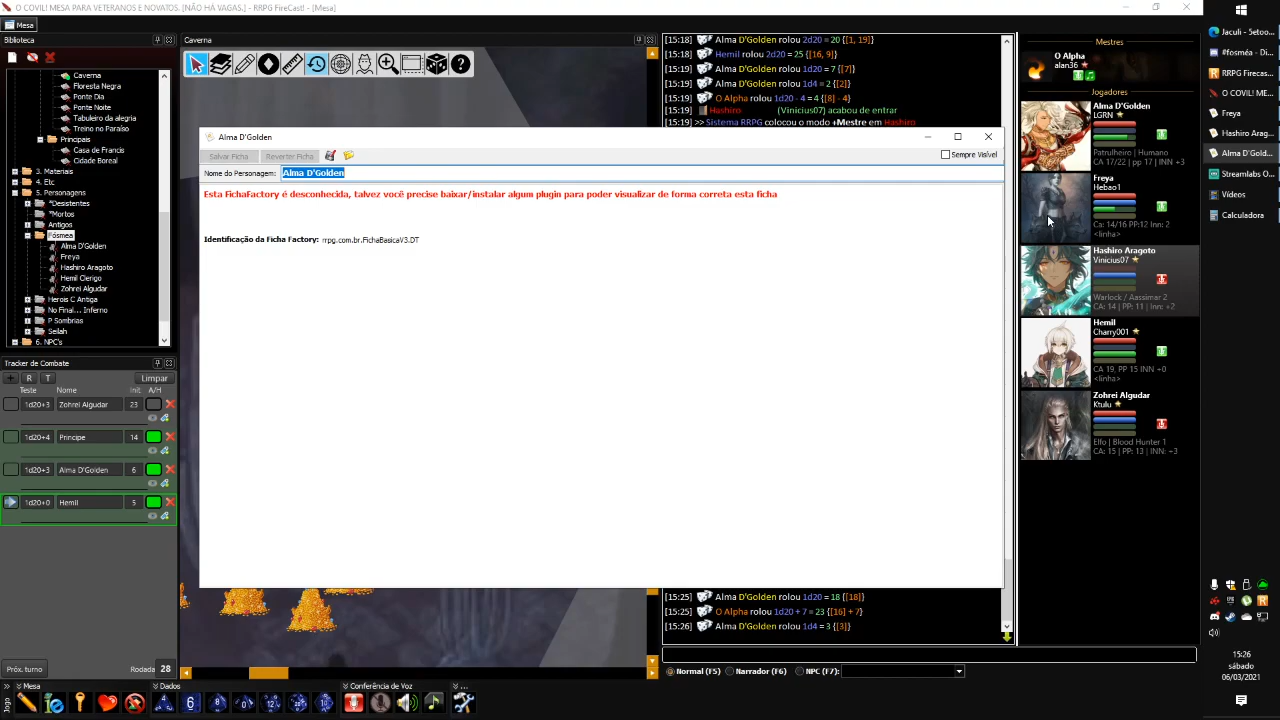 O COVIL! MESA PARA VETERANOS E NOVATOS. [NÃO HÁ VAGAS.] - RRPG FireCast! - [Mesa]
Mesa
Biblioteca
Caverna
Floresta Negra
Ponte Dia
Ponte Noite
Tabuleiro da alegria
Treino no Paraíso
Principais
Casa de Francis
Cidade Boreal
3. Materiais
4. Etc
5. Personagens
*Desistentes
*Mortos
Antigos
Fósmea
Alma D'Golden
Freya
Hashiro Aragoto
Hemil Clerigo
Zohrei Algudar
Herois C Antiga
No Final... Inferno
P Sombrias
Seilah
6. NPC's
Tracker de Combate
+ R T Limpar
Teste Nome Init. A/H
1d20+3 Zohrei Algudar 23
1d20+4 Principe 14
1d20+3 Alma D'Golden 6
1d20+0 Hemil 5
Próx. turno Rodada 28
Caverna
[15:18] Alma D'Golden rolou 2d20 = 20 {[1, 19]}
[15:18] Hemil rolou 2d20 = 25 {[16, 9]}
[15:19] Alma D'Golden rolou 1d20 = 7 {[7]}
[15:19] Alma D'Golden rolou 1d4 = 2 {[2]}
[15:19] O Alpha rolou 1d20 - 4 = 4 {[8] - 4}
[15:19] Hashiro (Vinicius07) acabou de entrar
[15:19] >> Sistema RRPG colocou o modo +Mestre em Hashiro
Alma D'Golden
Salvar Ficha Reverter Ficha
Sempre Visível
Nome do Personagem: Alma D'Golden
Esta FichaFactory é desconhecida, talvez você precise baixar/instalar algum plugin para poder visualizar de forma correta esta ficha
Identificação da Ficha Factory: rrpg.com.br.FichaBasicaV3.DT
[15:25] Alma D'Golden rolou 1d20 = 18 {[18]}
[15:25] O Alpha rolou 1d20 + 7 = 23 {[16] + 7}
[15:26] Alma D'Golden rolou 1d4 = 3 {[3]}
Normal (F5) Narrador (F6) NPC (F7):
Mestres
O Alpha
alan36
Jogadores
Alma D'Golden
LGRN
Patrulheiro | Humano
CA 17/22 | pp 17 | INN +3
Freya
Hebao1
Ca: 14/16 PP:12 Inn: 2
<linha>
Hashiro Aragoto
Vinicius07
Warlock / Aassimar 2
CA: 14 | PP: 11 | Inn: +2
Hemil
Charry001
CA 19, PP 15 INN +0
<linha>
Zohrei Algudar
Ktulu
Elfo | Blood Hunter 1
CA: 15 | PP: 13 | INN: +3
Jogo
Mesa
Dados
Conferência de Voz
...
Jaculi - Setoo...
#fosméa - Disc...
RRPG Firecas...
O COVIL! ME...
Freya
Hashiro Arag...
Alma D'Gold...
Streamlabs O...
Vídeos
Calculadora
15:26
sábado
06/03/2021